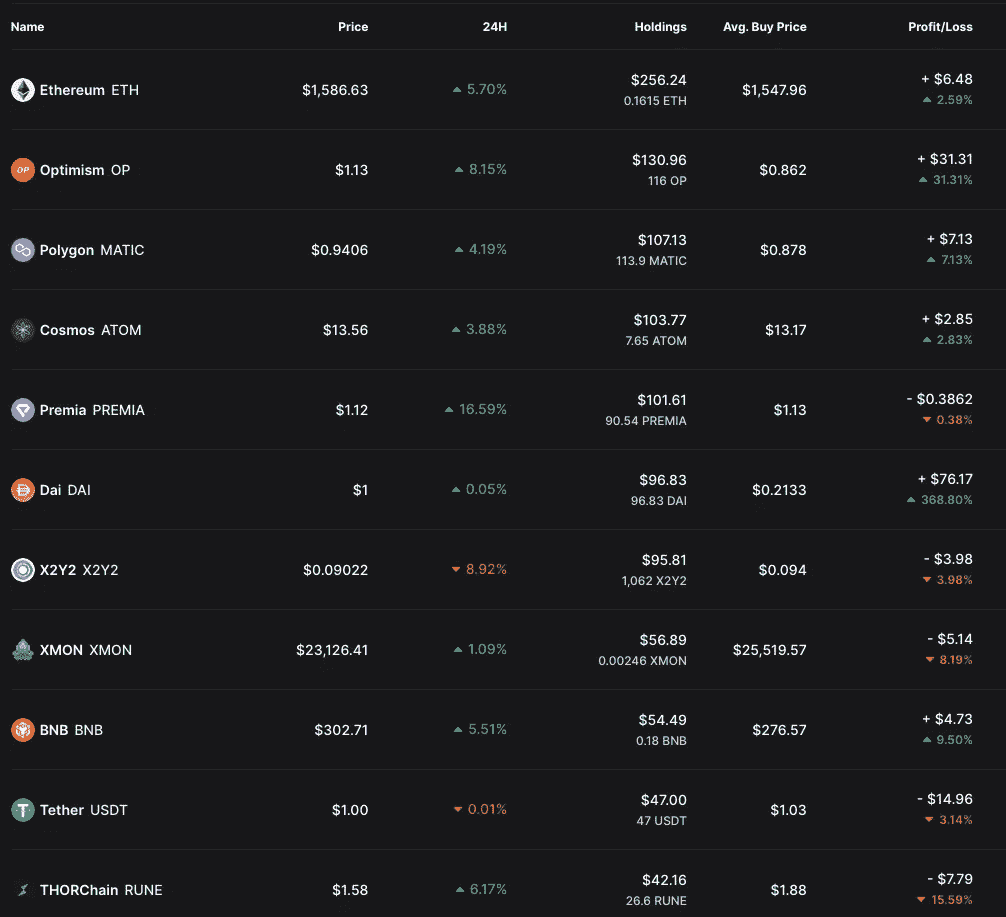 Name Price 24H Holdings Avg. Buy Price Profit/Loss
Ethereum ETH $1,586.63 5.70% $256.24 $1,547.96 + $6.48
0.1615 ETH 2.59%
OP Optimism OP $1.13 8.15% $130.96 $0.862 + $31.31
116 OP 31.31%
Polygon MATIC $0.9406 4.19% $107.13 $0.878 + $7.13
113.9 MATIC 7.13%
Cosmos ATOM $13.56 3.88% $103.77 $13.17 + $2.85
7.65 ATOM 2.83%
Premia PREMIA $1.12 16.59% $101.61 $1.13 - $0.3862
90.54 PREMIA 0.38%
Dai DAI $1 0.05% $96.83 $0.2133 + $76.17
96.83 DAI 368.80%
X2Y2 X2Y2 $0.09022 8.92% $95.81 $0.094 - $3.98
1,062 X2Y2 3.98%
XMON XMON $23,126.41 1.09% $56.89 $25,519.57 - $5.14
0.00246 XMON 8.19%
BNB BNB $302.71 5.51% $54.49 $276.57 + $4.73
0.18 BNB 9.50%
Tether USDT $1.00 0.01% $47.00 $1.03 - $14.96
47 USDT 3.14%
THORChain RUNE $1.58 6.17% $42.16 $1.88 - $7.79
26.6 RUNE 15.59%